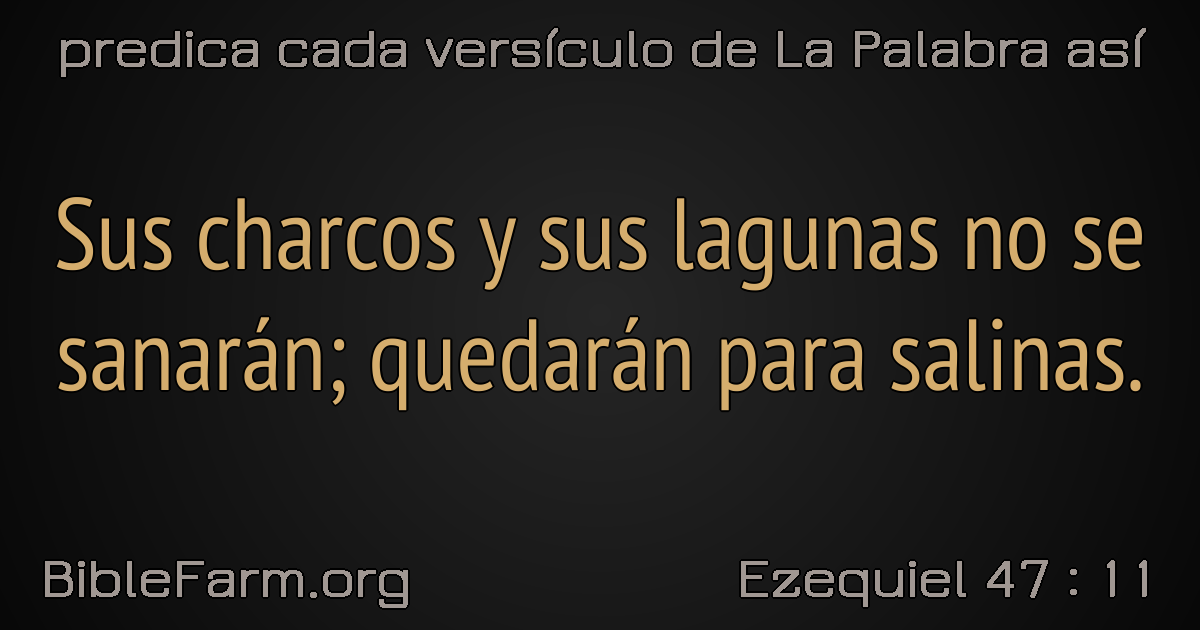 predica cada versículo de La Palabra así
Sus charcos y sus lagunas no se
sanarán; quedarán para salinas.
BibleFarm.org
Ezequiel 47 : 11